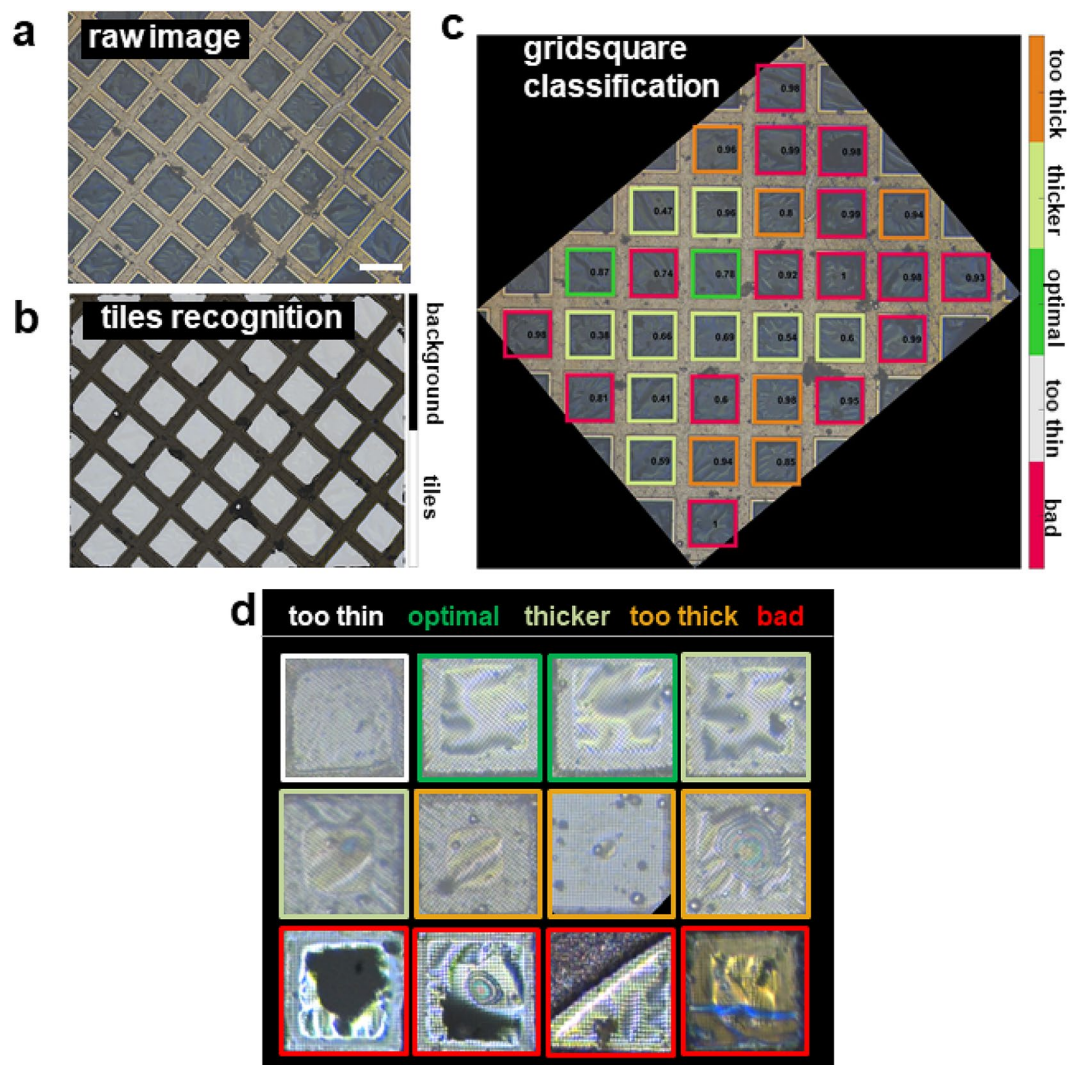 a
raw image
b
tiles recognition
background
tiles
c
gridsquare
classification
0.98
0.96
0.99
0.98
0.47
0.96
0.8
0.99
0.94
0.87
0.74
0.78
0.92
1
0.98
0.93
0.98
0.38
0.66
0.69
0.54
0.6
0.99
0.81
0.41
0.6
0.98
0.95
0.59
0.94
0.85
1
too thick
thicker
optimal
too thin
bad
d
too thin optimal thicker too thick bad